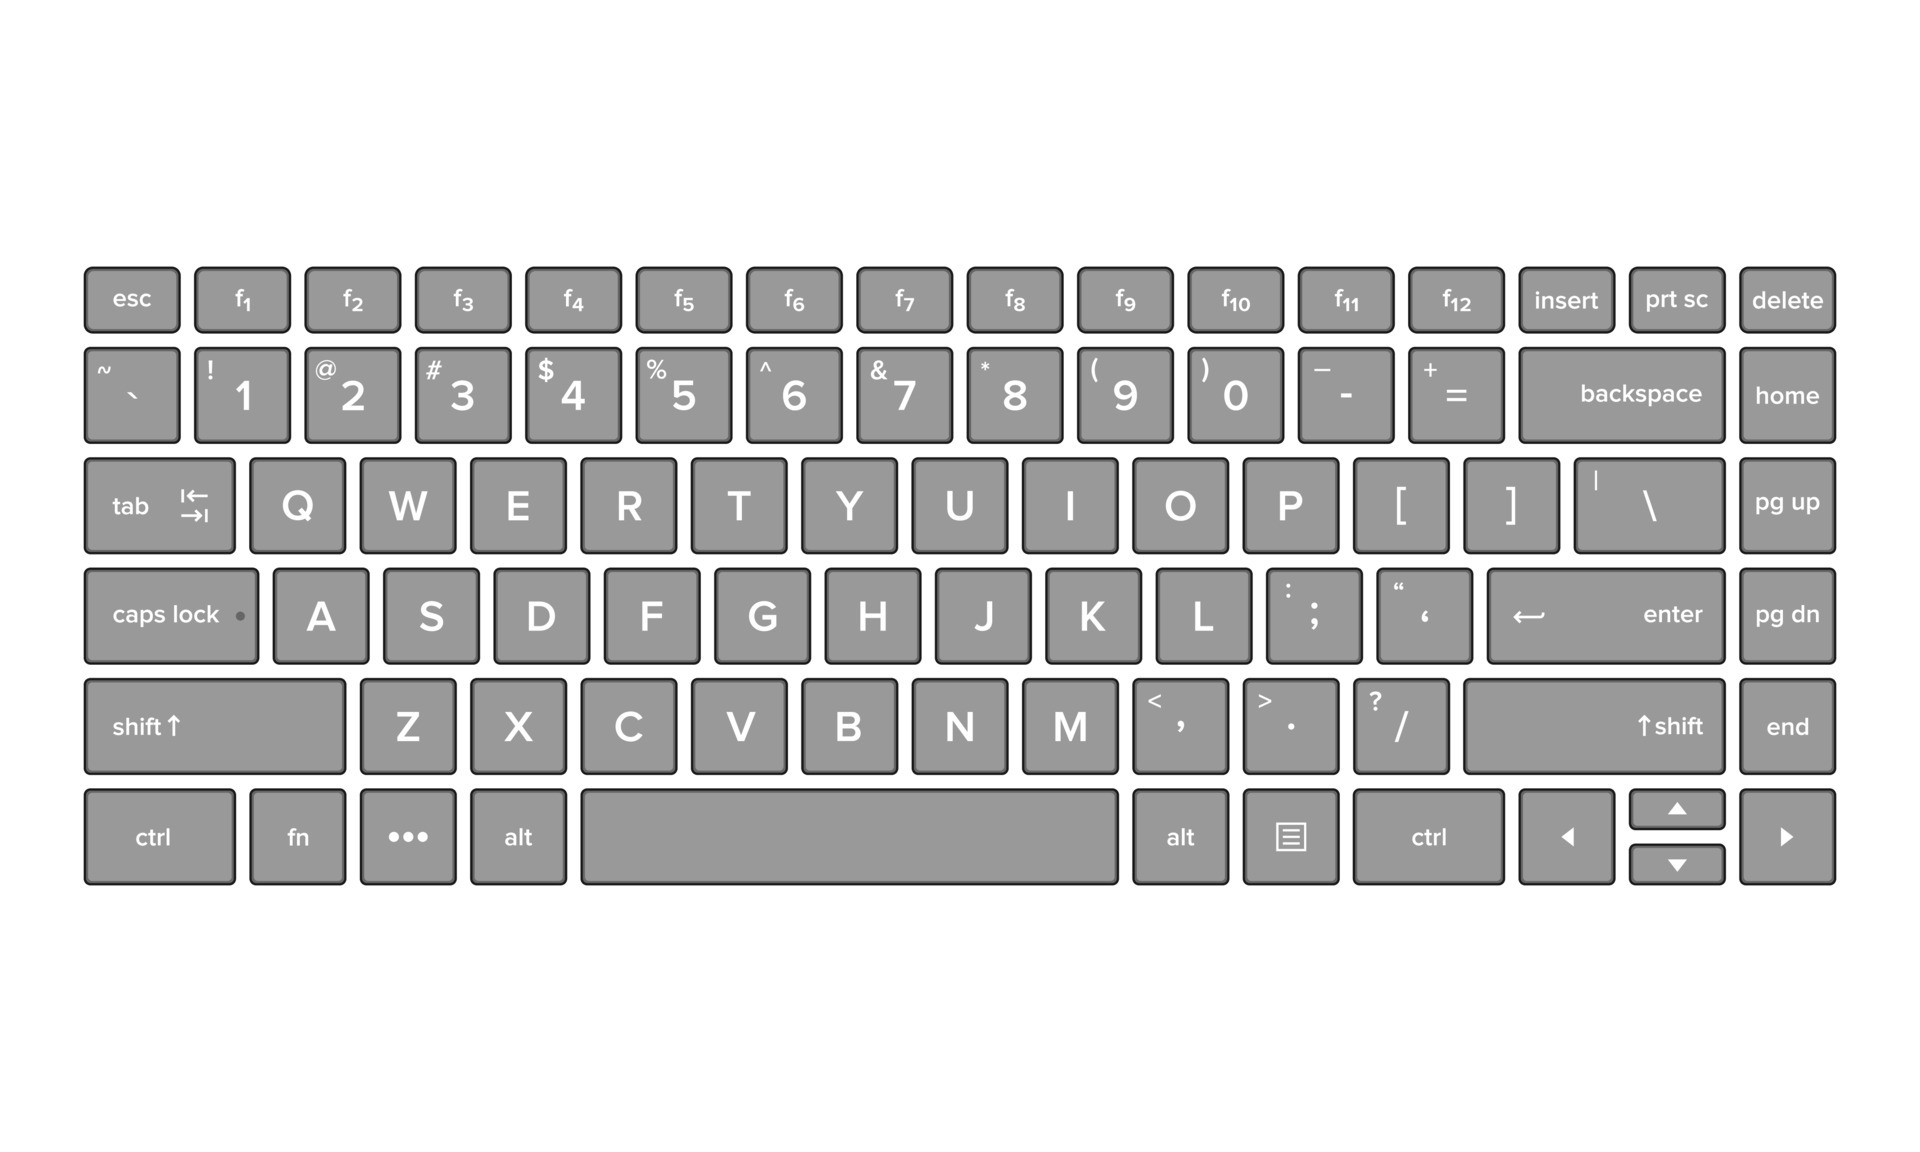 esc f1 f2 f3 f4 f5 f6 f7 f8 f9 f10 f11 f12 insert prt sc delete
~ ` ! 1 @ 2 # 3 $ 4 % 5 ^ 6 & 7 * 8 ( 9 ) 0 — - + = backspace home
tab Q W E R T Y U I O P [ ] | \ pg up
caps lock A S D F G H J K L : ; “ ‘ enter pg dn
shift↑ Z X C V B N M < , > . ? / ↑shift end
ctrl fn ••• alt alt ctrl